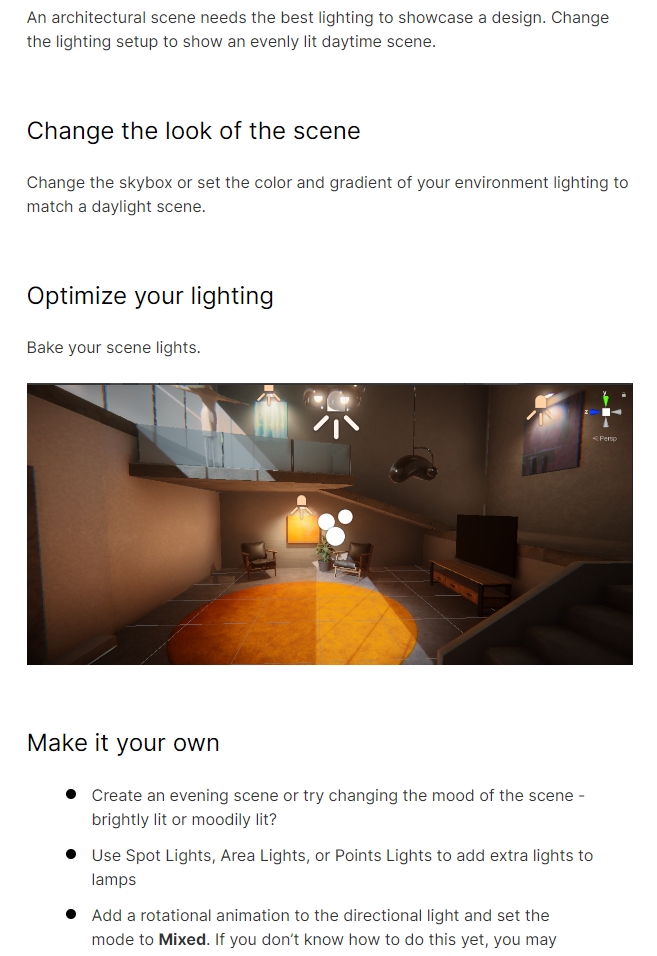 An architectural scene needs the best lighting to showcase a design. Change
the lighting setup to show an evenly lit daytime scene.
Change the look of the scene
Change the skybox or set the color and gradient of your environment lighting to
match a daylight scene.
Optimize your lighting
Bake your scene lights.
y
z
< Persp
Make it your own
Create an evening scene or try changing the mood of the scene -
brightly lit or moodily lit?
Use Spot Lights, Area Lights, or Points Lights to add extra lights to
lamps
Add a rotational animation to the directional light and set the
mode to Mixed. If you don’t know how to do this yet, you may